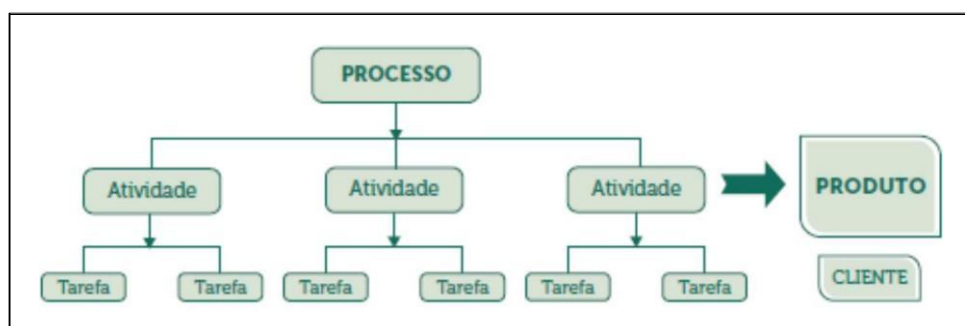 PROCESSO
Atividade
Atividade
Atividade
PRODUTO
Tarefa
Tarefa
Tarefa
Tarefa
Tarefa
Tarefa
CLIENTE